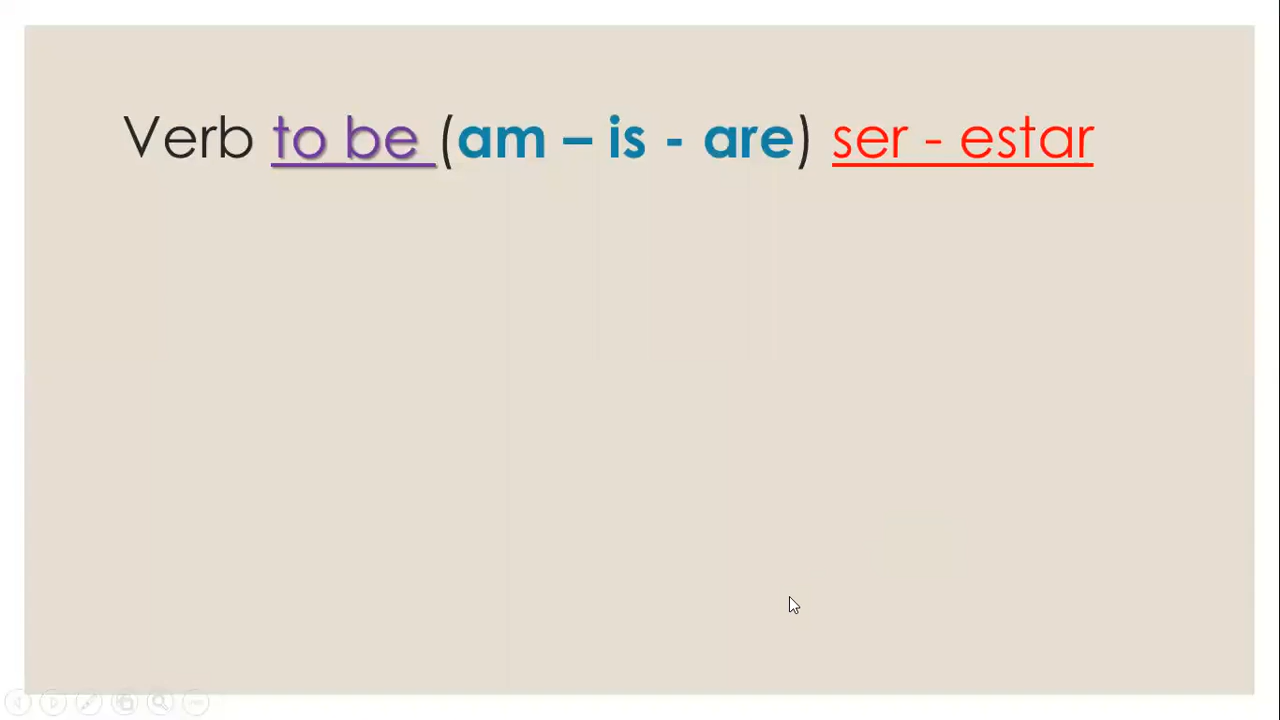 Verb to be (am – is - are) ser - estar